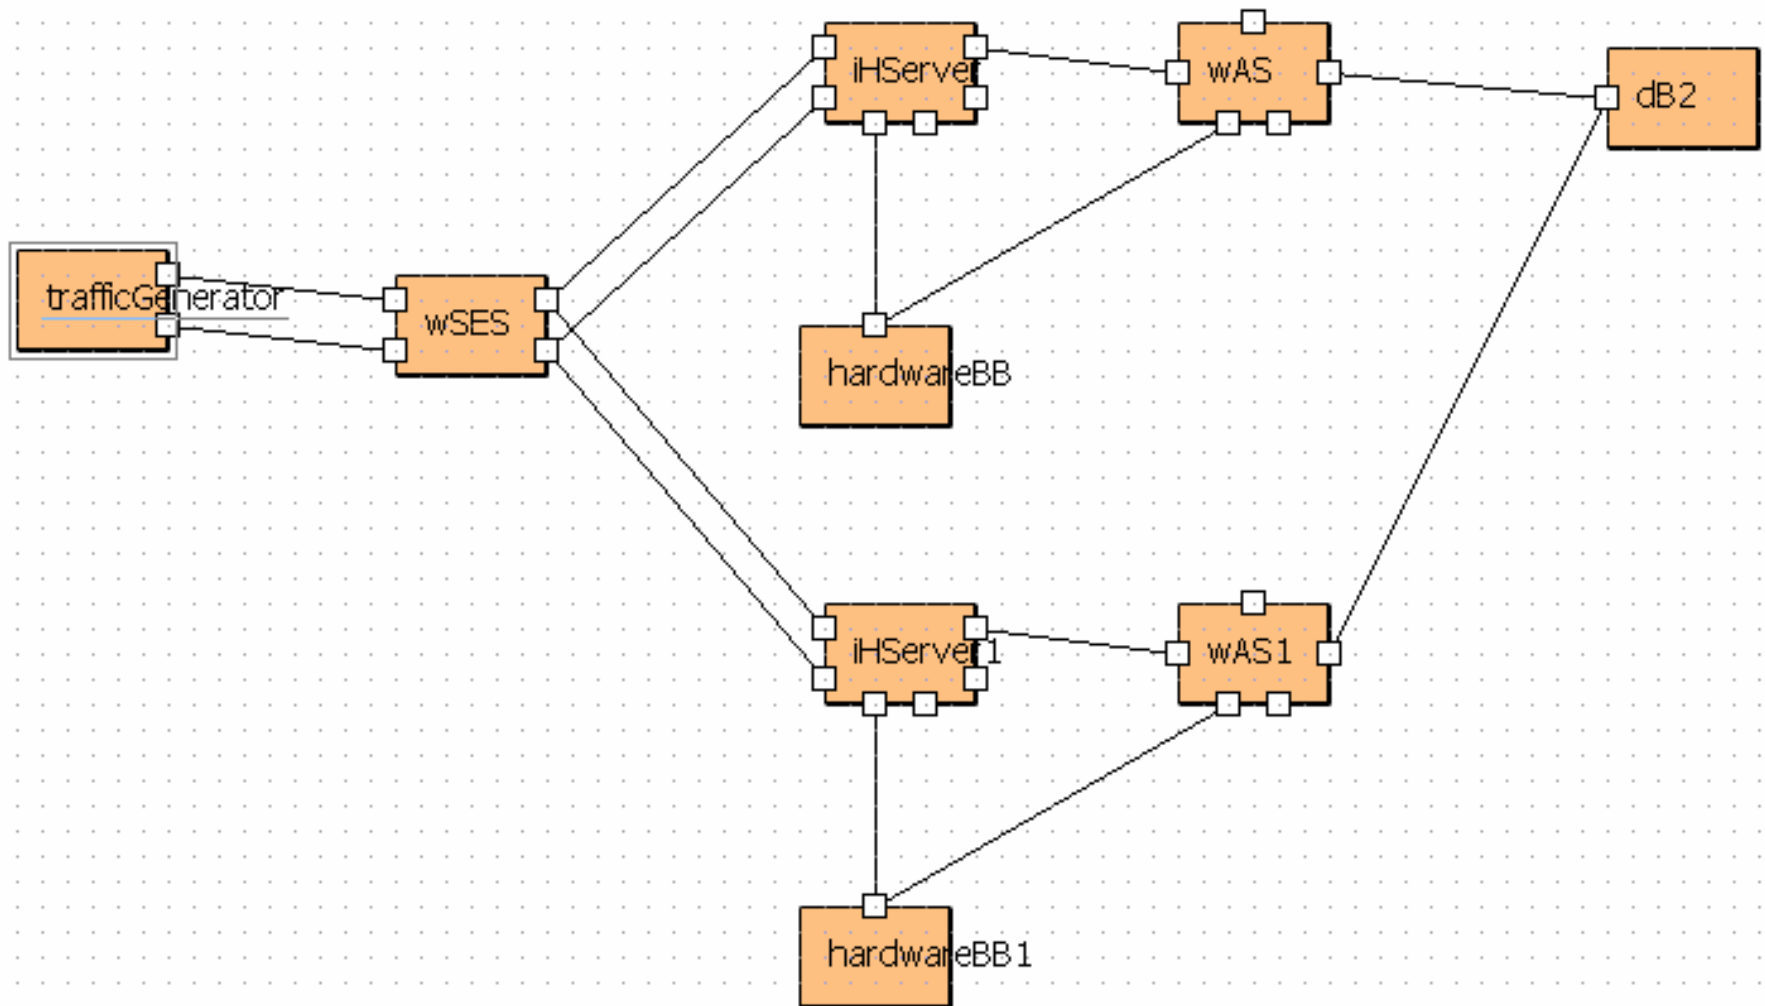 iHServer
wAS
dB2
trafficGenerator
wSES
hardwareBB
iHServer1
wAS1
hardwareBB1